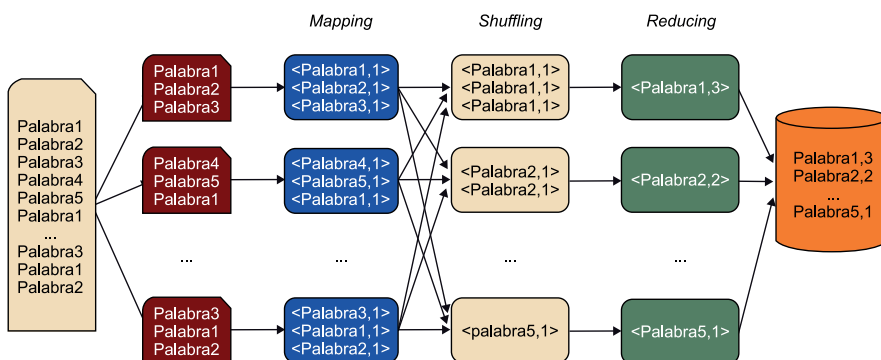 Mapping
Shuffling
Reducing
Palabra1
Palabra2
Palabra3
Palabra4
Palabra5
Palabra1
...
Palabra3
Palabra1
Palabra2
Palabra1
Palabra2
Palabra3
Palabra4
Palabra5
Palabra1
...
Palabra3
Palabra1
Palabra2
<Palabra1,1>
<Palabra2,1>
<Palabra3,1>
<Palabra4,1>
<Palabra5,1>
<Palabra1,1>
...
<Palabra3,1>
<Palabra1,1>
<Palabra2,1>
<Palabra1,1>
<Palabra1,1>
<Palabra1,1>
<Palabra2,1>
<Palabra2,1>
...
<palabra5,1>
<Palabra1,3>
<Palabra2,2>
...
<Palabra5,1>
Palabra1,3
Palabra2,2
...
Palabra5,1